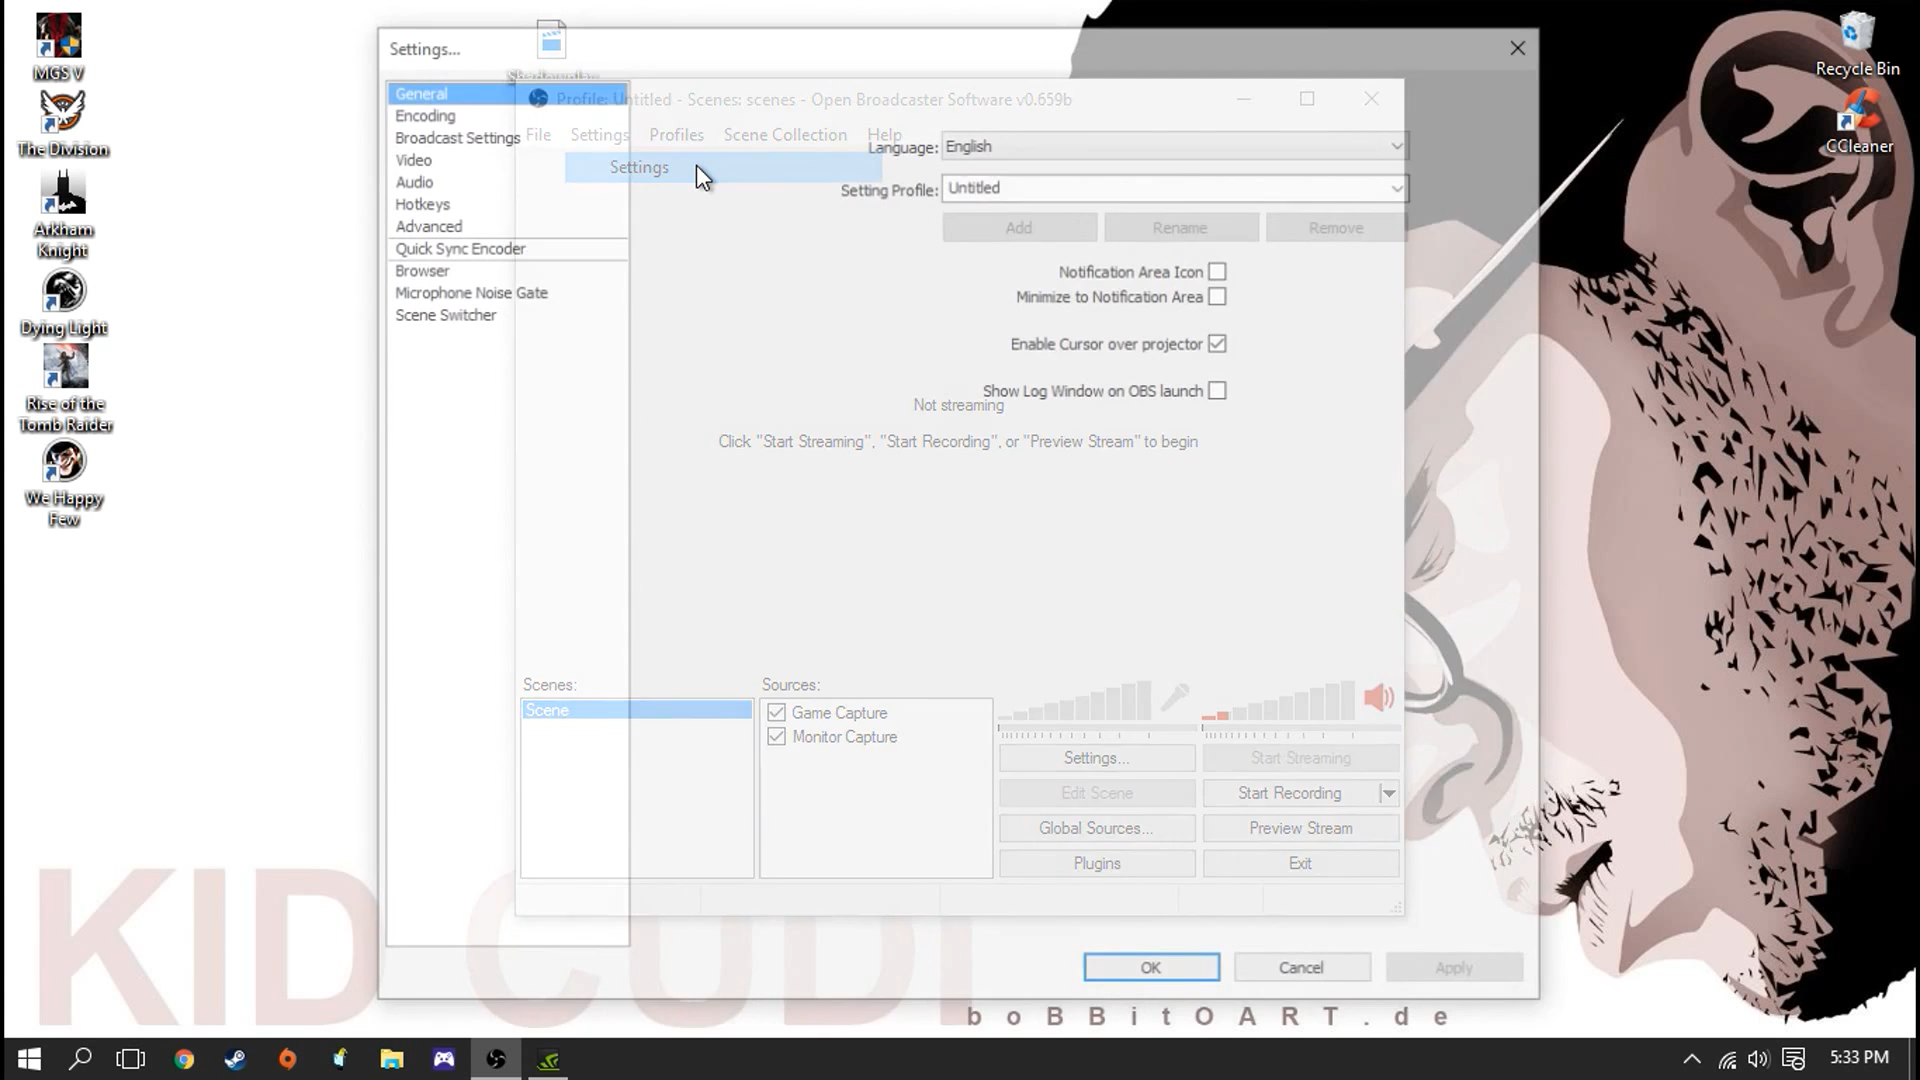 MGS V
The Division
Arkham
Knight
Dying Light
Rise of the
Tomb Raider
We Happy
Few
Recycle Bin
CCleaner
Shadowplay
Settings...
General
Encoding
Broadcast Settings
Video
Audio
Hotkeys
Advanced
Quick Sync Encoder
Browser
Microphone Noise Gate
Scene Switcher
Profile: Untitled - Scenes: scenes - Open Broadcaster Software v0.659b
File Settings Profiles Scene Collection Help
Settings
Language: English
Setting Profile: Untitled
Add Rename Remove
Notification Area Icon
Minimize to Notification Area
Enable Cursor over projector
Show Log Window on OBS launch
Not streaming
Click "Start Streaming", "Start Recording", or "Preview Stream" to begin
Scenes:
Scene
Sources:
Game Capture
Monitor Capture
Settings... Start Streaming
Edit Scene Start Recording
Global Sources... Preview Stream
Plugins Exit
OK Cancel Apply
KID CUDI
boBBitOART.de
5:33 PM